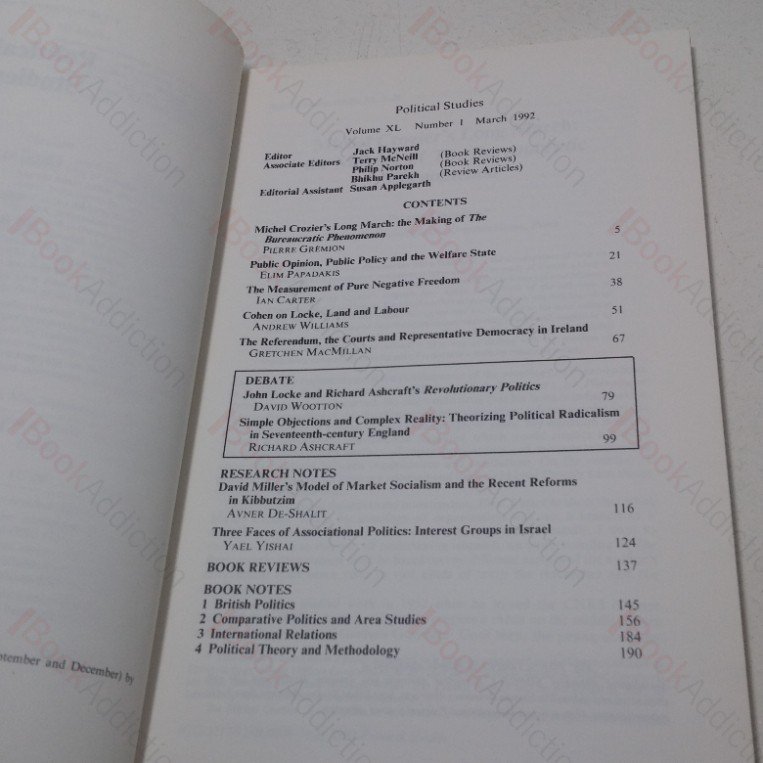 Political Studies
Volume XL Number 1 March 1992
Editor Jack Hayward
Associate Editors Terry McNeill (Book Reviews)
Philip Norton (Book Reviews)
Bhikhu Parekh (Review Articles)
Editorial Assistant Susan Applegarth
CONTENTS
Michel Crozier's Long March: the Making of The
Bureaucratic Phenomenon 5
PIERRE GRÉMION
Public Opinion, Public Policy and the Welfare State 21
ELIM PAPADAKIS
The Measurement of Pure Negative Freedom 38
IAN CARTER
Cohen on Locke, Land and Labour 51
ANDREW WILLIAMS
The Referendum, the Courts and Representative Democracy in Ireland 67
GRETCHEN MACMILLAN
DEBATE
John Locke and Richard Ashcraft's Revolutionary Politics 79
DAVID WOOTTON
Simple Objections and Complex Reality: Theorizing Political Radicalism
in Seventeenth-century England 99
RICHARD ASHCRAFT
RESEARCH NOTES
David Miller's Model of Market Socialism and the Recent Reforms
in Kibbutzim 116
AVNER DE-SHALIT
Three Faces of Associational Politics: Interest Groups in Israel 124
YAEL YISHAI
BOOK REVIEWS 137
BOOK NOTES
1 British Politics 145
2 Comparative Politics and Area Studies 156
3 International Relations 184
4 Political Theory and Methodology 190
and December) by
BookAddiction